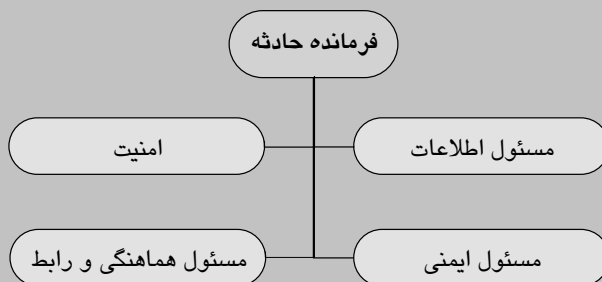 فرمانده حادثه
مسئول اطلاعات
امنیت
مسئول ایمنی
مسئول هماهنگی و رابط